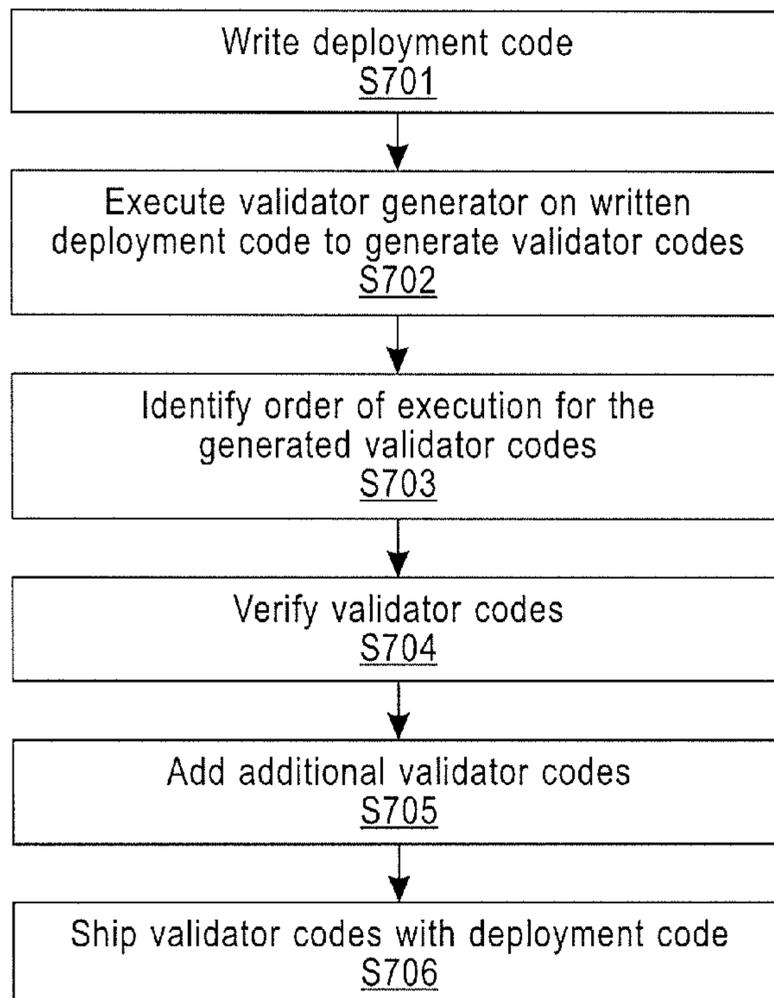 Write deployment code
S701
Execute validator generator on written
deployment code to generate validator codes
S702
Identify order of execution for the
generated validator codes
S703
Verify validator codes
S704
Add additional validator codes
S705
Ship validator codes with deployment code
S706